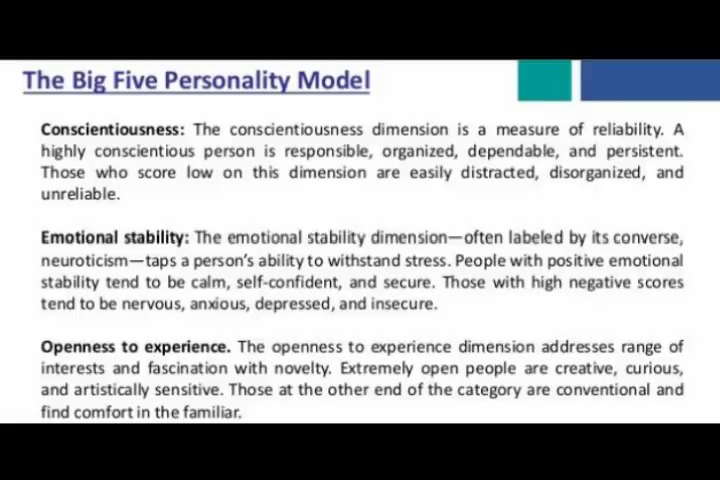 The Big Five Personality Model
Conscientiousness: The conscientiousness dimension is a measure of reliability. A
highly conscientious person is responsible, organized, dependable, and persistent.
Those who score low on this dimension are easily distracted, disorganized, and
unreliable.
Emotional stability: The emotional stability dimension—often labeled by its converse,
neuroticism—taps a person's ability to withstand stress. People with positive emotional
stability tend to be calm, self-confident, and secure. Those with high negative scores
tend to be nervous, anxious, depressed, and insecure.
Openness to experience. The openness to experience dimension addresses range of
interests and fascination with novelty. Extremely open people are creative, curious,
and artistically sensitive. Those at the other end of the category are conventional and
find comfort in the familiar.